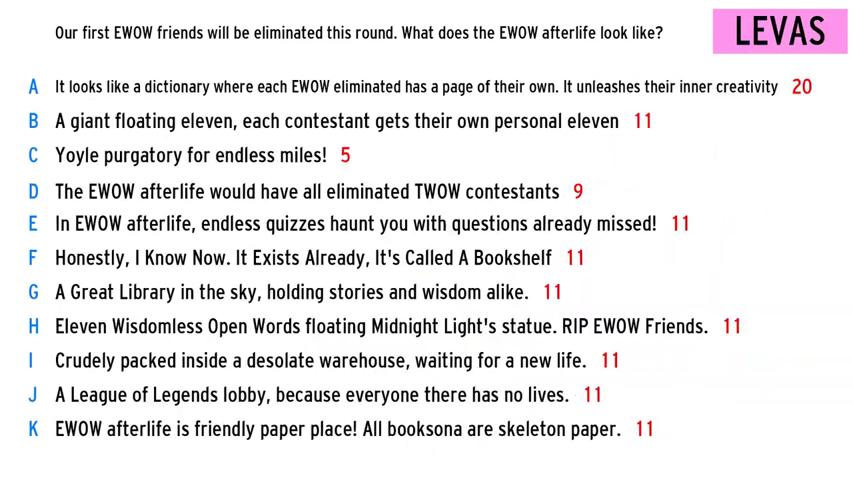 Our first EWOW friends will be eliminated this round. What does the EWOW afterlife look like?
LEVAS
A It looks like a dictionary where each EWOW eliminated has a page of their own. It unleashes their inner creativity 20
B A giant floating eleven, each contestant gets their own personal eleven 11
C Yoyle purgatory for endless miles! 5
D The EWOW afterlife would have all eliminated TWOW contestants 9
E In EWOW afterlife, endless quizzes haunt you with questions already missed! 11
F Honestly, I Know Now. It Exists Already, It's Called A Bookshelf 11
G A Great Library in the sky, holding stories and wisdom alike. 11
H Eleven Wisdomless Open Words floating Midnight Light's statue. RIP EWOW Friends. 11
I Crudely packed inside a desolate warehouse, waiting for a new life. 11
J A League of Legends lobby, because everyone there has no lives. 11
K EWOW afterlife is friendly paper place! All booksona are skeleton paper. 11